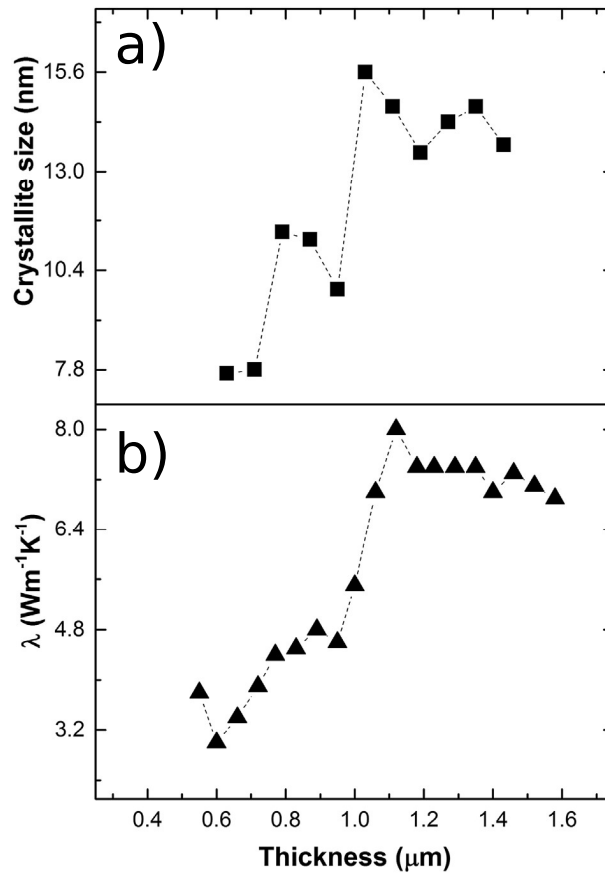 a)
15.6
13.0
10.4
7.8
Crystallite size (nm)
b)
8.0
6.4
4.8
3.2
λ (Wm⁻¹K⁻¹)
0.4 0.6 0.8 1.0 1.2 1.4 1.6
Thickness (μm)